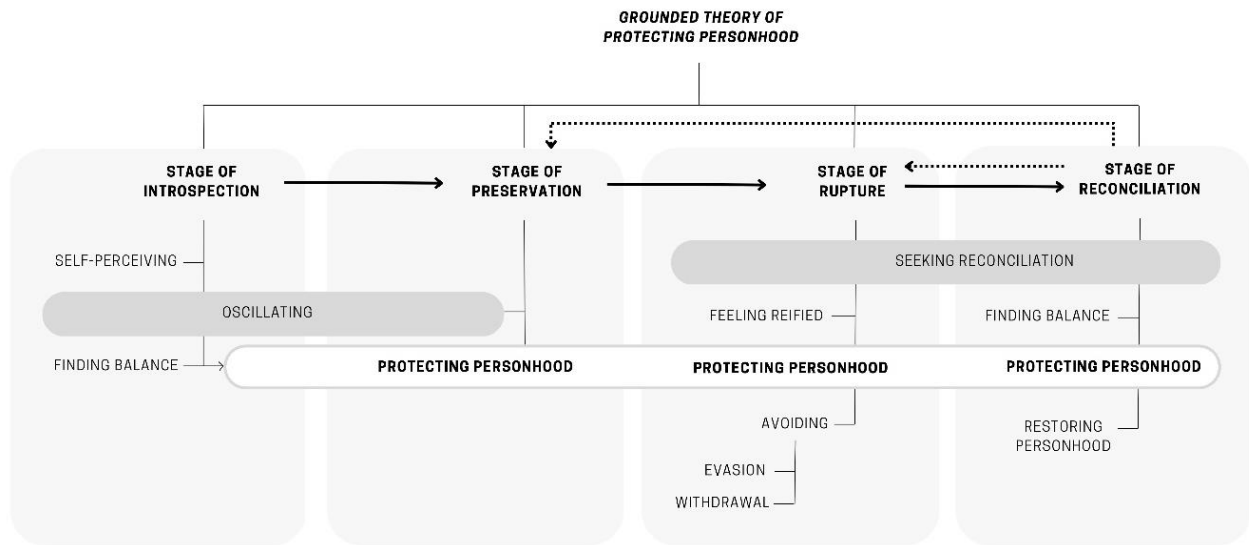 GROUNDED THEORY OF
PROTECTING PERSONHOOD
STAGE OF
INTROSPECTION
STAGE OF
PRESERVATION
STAGE OF
RUPTURE
STAGE OF
RECONCILIATION
SELF-PERCEIVING
SEEKING RECONCILIATION
OSCILLATING
FEELING REIFIED
FINDING BALANCE
FINDING BALANCE
PROTECTING PERSONHOOD
PROTECTING PERSONHOOD
PROTECTING PERSONHOOD
AVOIDING
RESTORING
PERSONHOOD
EVASION
WITHDRAWAL